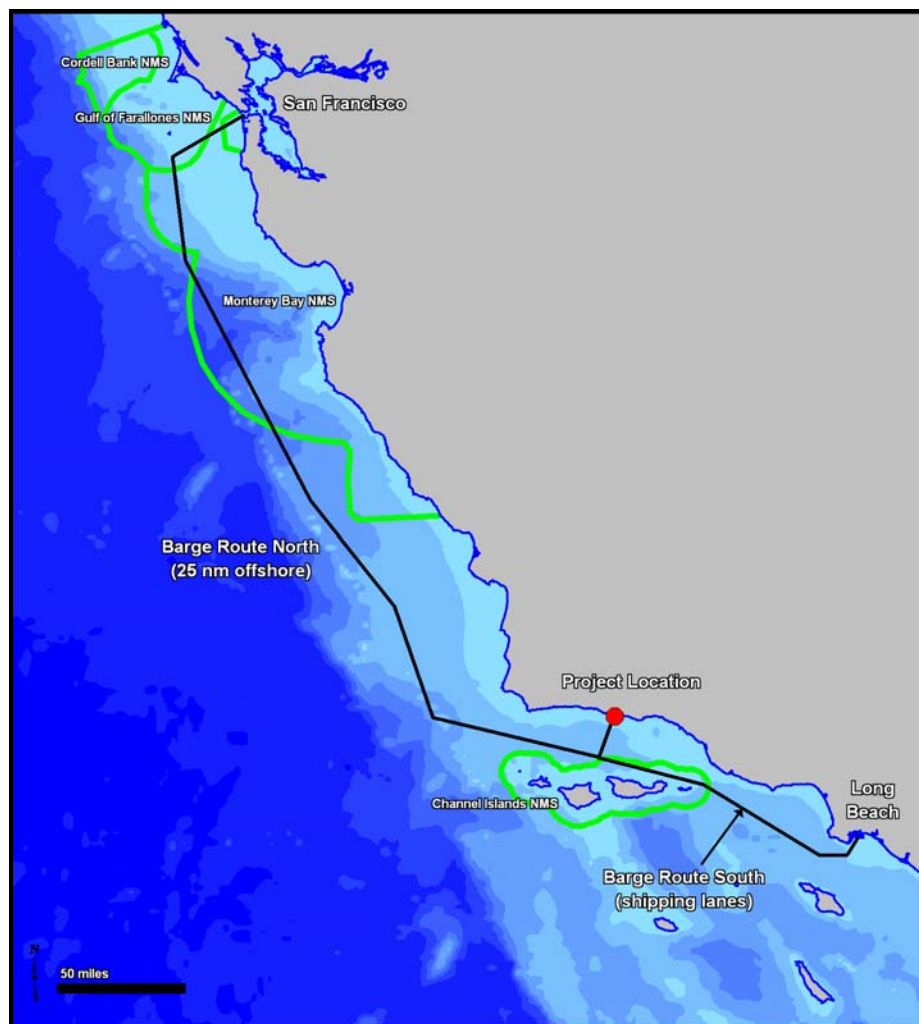 Cordell Bank NMS
San Francisco
Gulf of Farallones NMS
Monterey Bay NMS
Barge Route North
(25 nm offshore)
Project Location
Channel Islands NMS
Long
Beach
Barge Route South
(shipping lanes)
N
50 miles